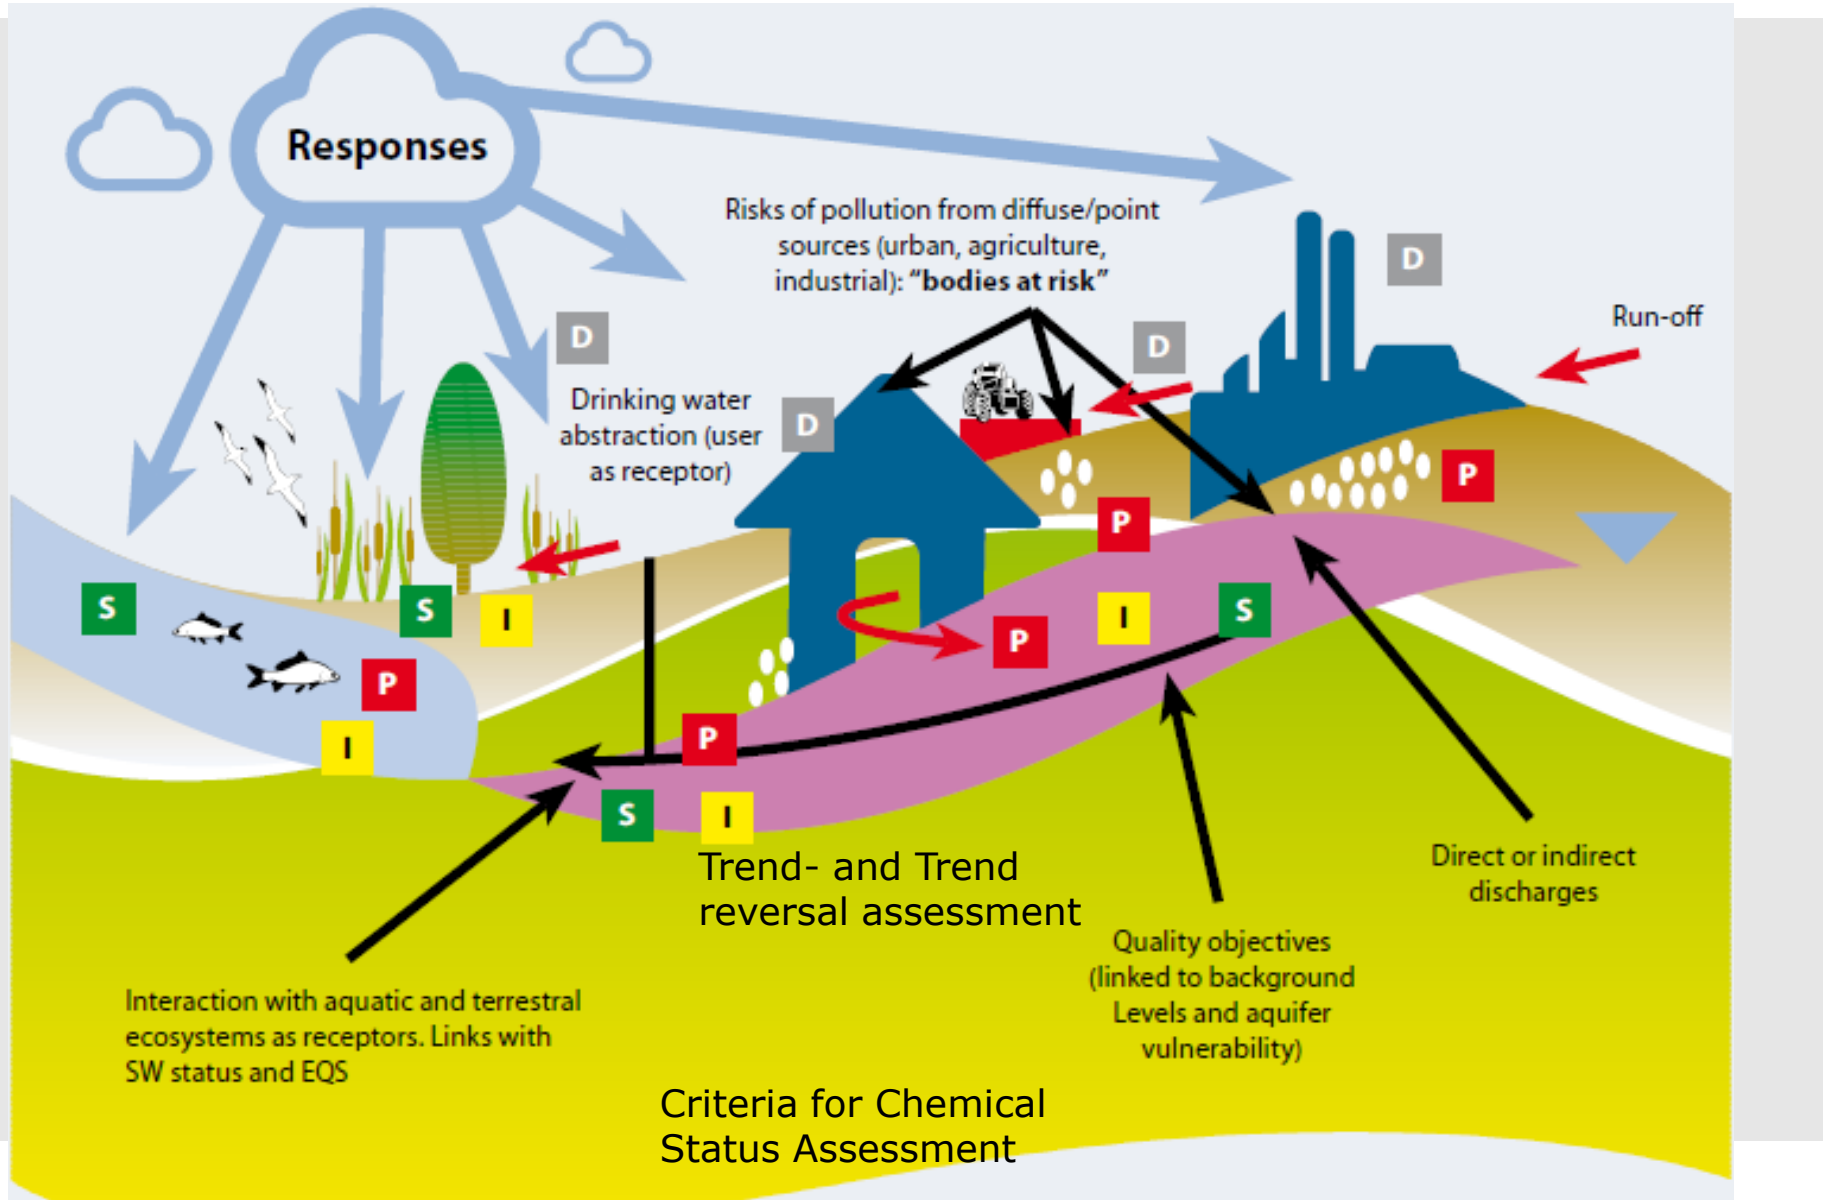 Responses
Risks of pollution from diffuse/point
sources (urban, agriculture,
industrial): “bodies at risk”
D
Run-off
D
D
Drinking water
abstraction (user
as receptor)
D
P
P
S
S
I
I
S
P
P
I
P
S
I
Trend- and Trend
reversal assessment
Direct or indirect
discharges
Quality objectives
(linked to background
Levels and aquifer
vulnerability)
Interaction with aquatic and terrestral
ecosystems as receptors. Links with
SW status and EQS
Criteria for Chemical
Status Assessment